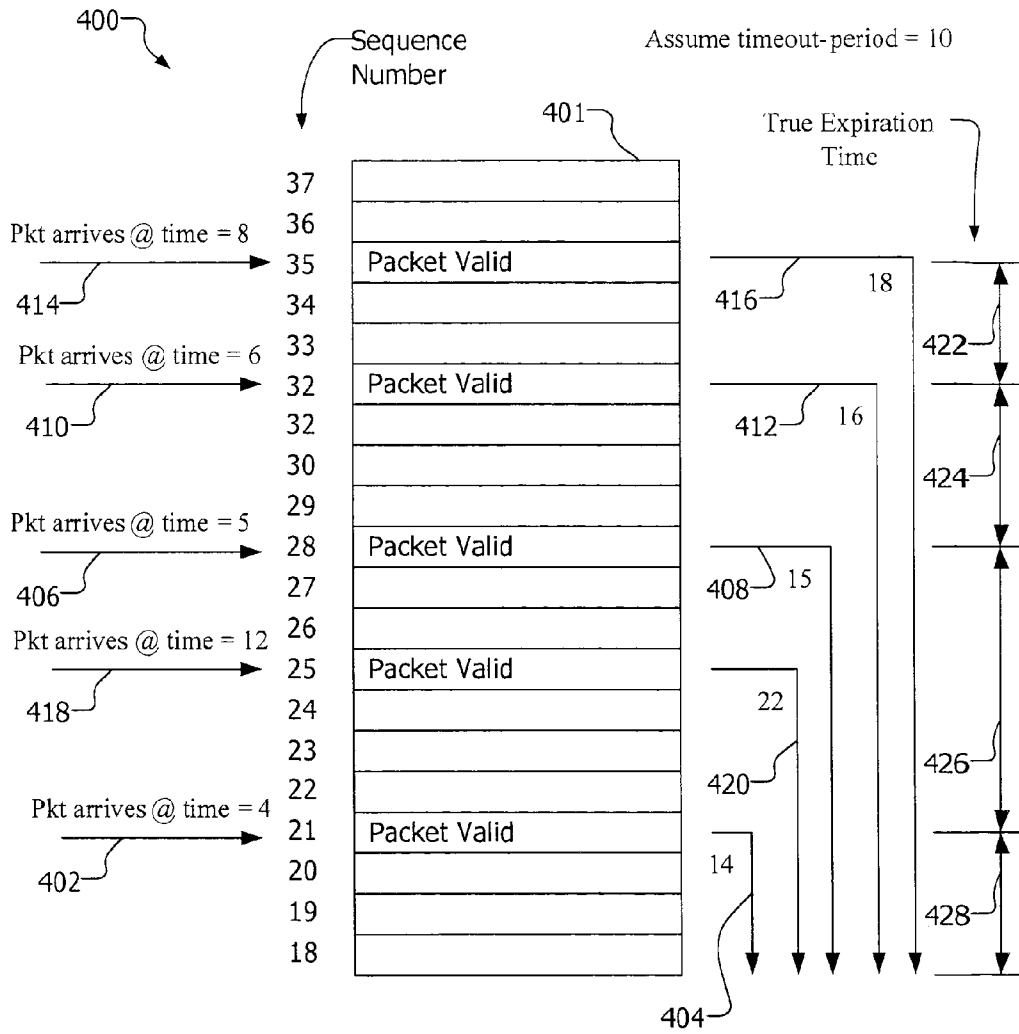 400
Sequence
Number
Assume timeout-period = 10
401
True Expiration
Time
37
36
Pkt arrives @ time = 8
35 Packet Valid
414
416
18
34
422
33
Pkt arrives @ time = 6
32 Packet Valid
410
412
16
32
30
424
29
Pkt arrives @ time = 5
28 Packet Valid
406
408
15
27
26
Pkt arrives @ time = 12
25 Packet Valid
418
22
24
23
420
426
22
Pkt arrives @ time = 4
21 Packet Valid
402
14
20
19
428
18
404